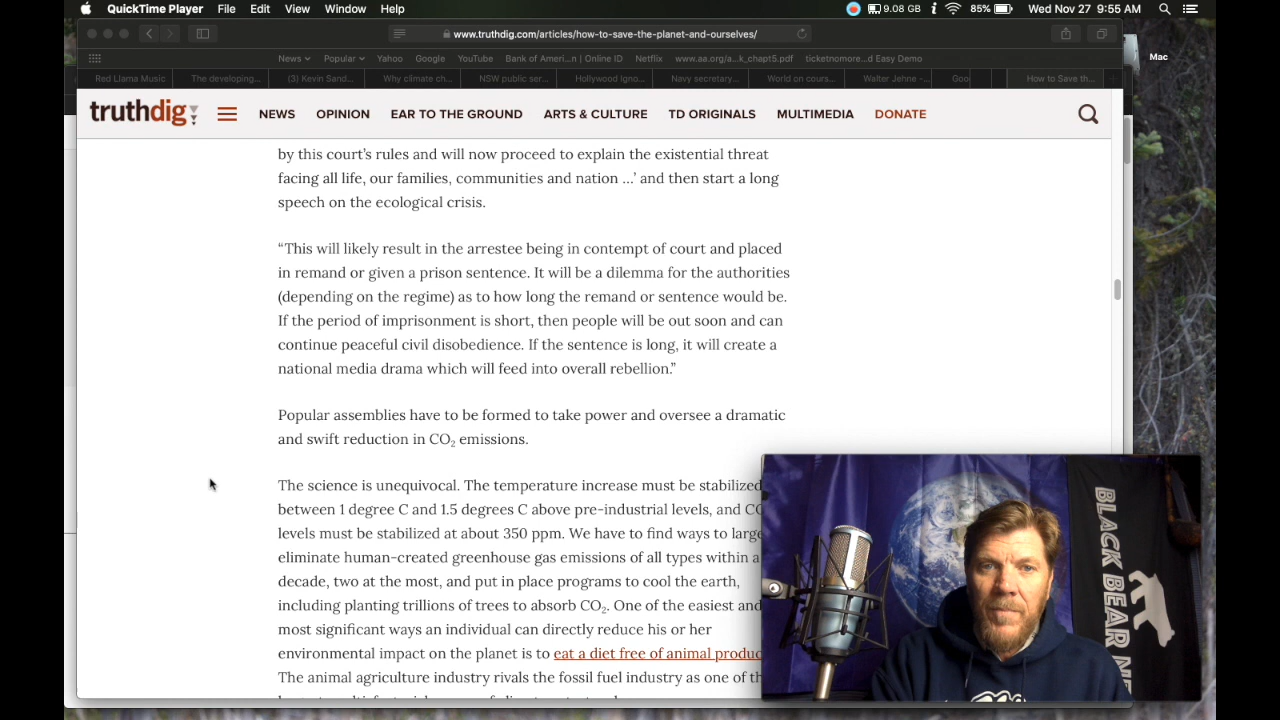 QuickTime Player File Edit View Window Help 9.08 GB 85% Wed Nov 27 9:55 AM
www.truthdig.com/articles/how-to-save-the-planet-and-ourselves/
Mac
News Popular Yahoo Google YouTube Bank of Ameri...n | Online ID Netflix www.aa.org/a...k_chapt5.pdf ticketnomore...d Easy Demo
Red Llama Music The developing... (3) Kevin Sand... Why climate ch... NSW public ser... Hollywood Igno... Navy secretary... World on cours... Walter Jehne -... Goo How to Save th...
truthdig NEWS OPINION EAR TO THE GROUND ARTS & CULTURE TD ORIGINALS MULTIMEDIA DONATE
by this court’s rules and will now proceed to explain the existential threat
facing all life, our families, communities and nation …’ and then start a long
speech on the ecological crisis.
“This will likely result in the arrestee being in contempt of court and placed
in remand or given a prison sentence. It will be a dilemma for the authorities
(depending on the regime) as to how long the remand or sentence would be.
If the period of imprisonment is short, then people will be out soon and can
continue peaceful civil disobedience. If the sentence is long, it will create a
national media drama which will feed into overall rebellion.”
Popular assemblies have to be formed to take power and oversee a dramatic
and swift reduction in CO₂ emissions.
The science is unequivocal. The temperature increase must be stabilized
between 1 degree C and 1.5 degrees C above pre-industrial levels, and
levels must be stabilized at about 350 ppm. We have to find ways to
eliminate human-created greenhouse gas emissions of all types within a
decade, two at the most, and put in place programs to cool the earth,
including planting trillions of trees to absorb CO₂. One of the easiest and
most significant ways an individual can directly reduce his or her
environmental impact on the planet is to eat a diet free of animal
The animal agriculture industry rivals the fossil fuel industry as one of
BLACK BEAR